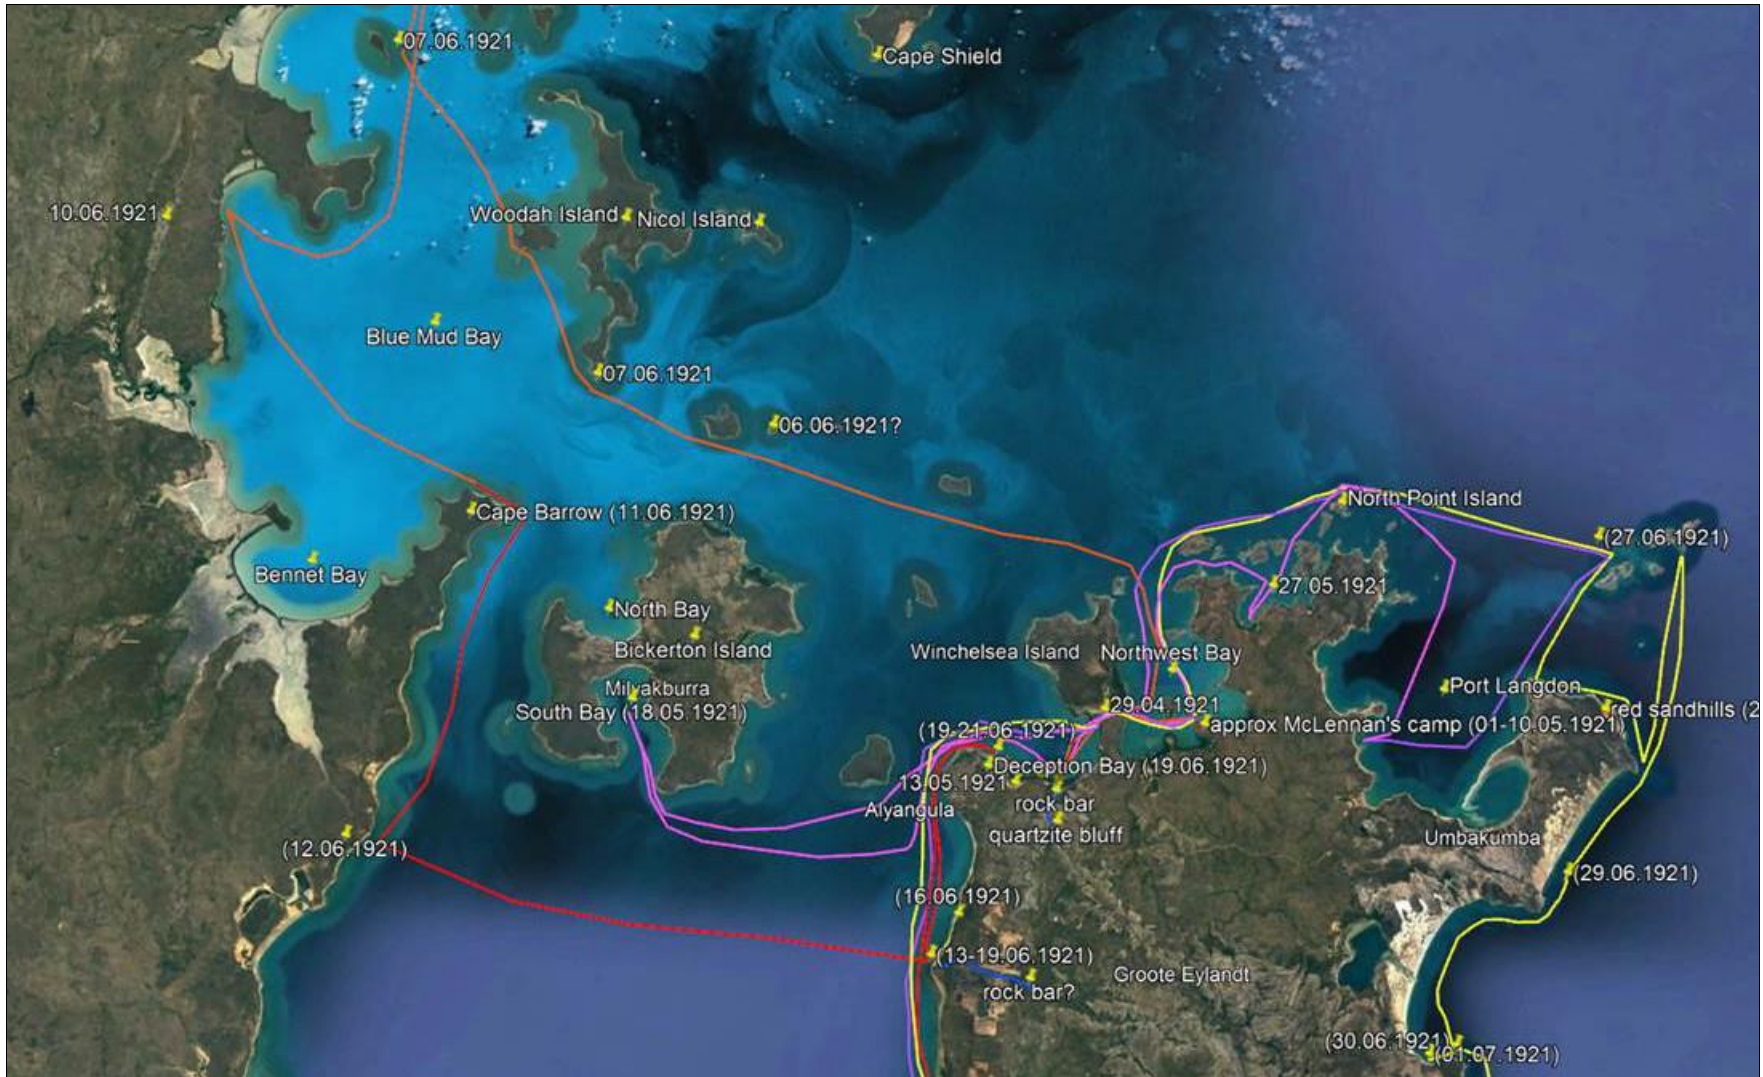 07.06.1921
Cape Shield
10.06.1921
Woodah Island
Nicol Island
Blue Mud Bay
07.06.1921
06.06.1921?
North Point Island
Cape Barrow (11.06.1921)
(27.06.1921)
Bennet Bay
27.05.1921
North Bay
Bickerton Island
Winchelsea Island
Northwest Bay
Milyakburra
Port Langdon
South Bay (18.05.1921)
29.04.1921
red sandhills (2
approx McLennan's camp (01-10.05.1921)
(19-21.06.1921)
Deception Bay (19.06.1921)
13.05.1921
rock bar
Alyangula
quartzite bluff
Umbakumba
(12.06.1921)
(29.06.1921)
(16.06.1921)
(13-19.06.1921)
Groote Eylandt
rock bar?
(30.06.1921)
(01.07.1921)